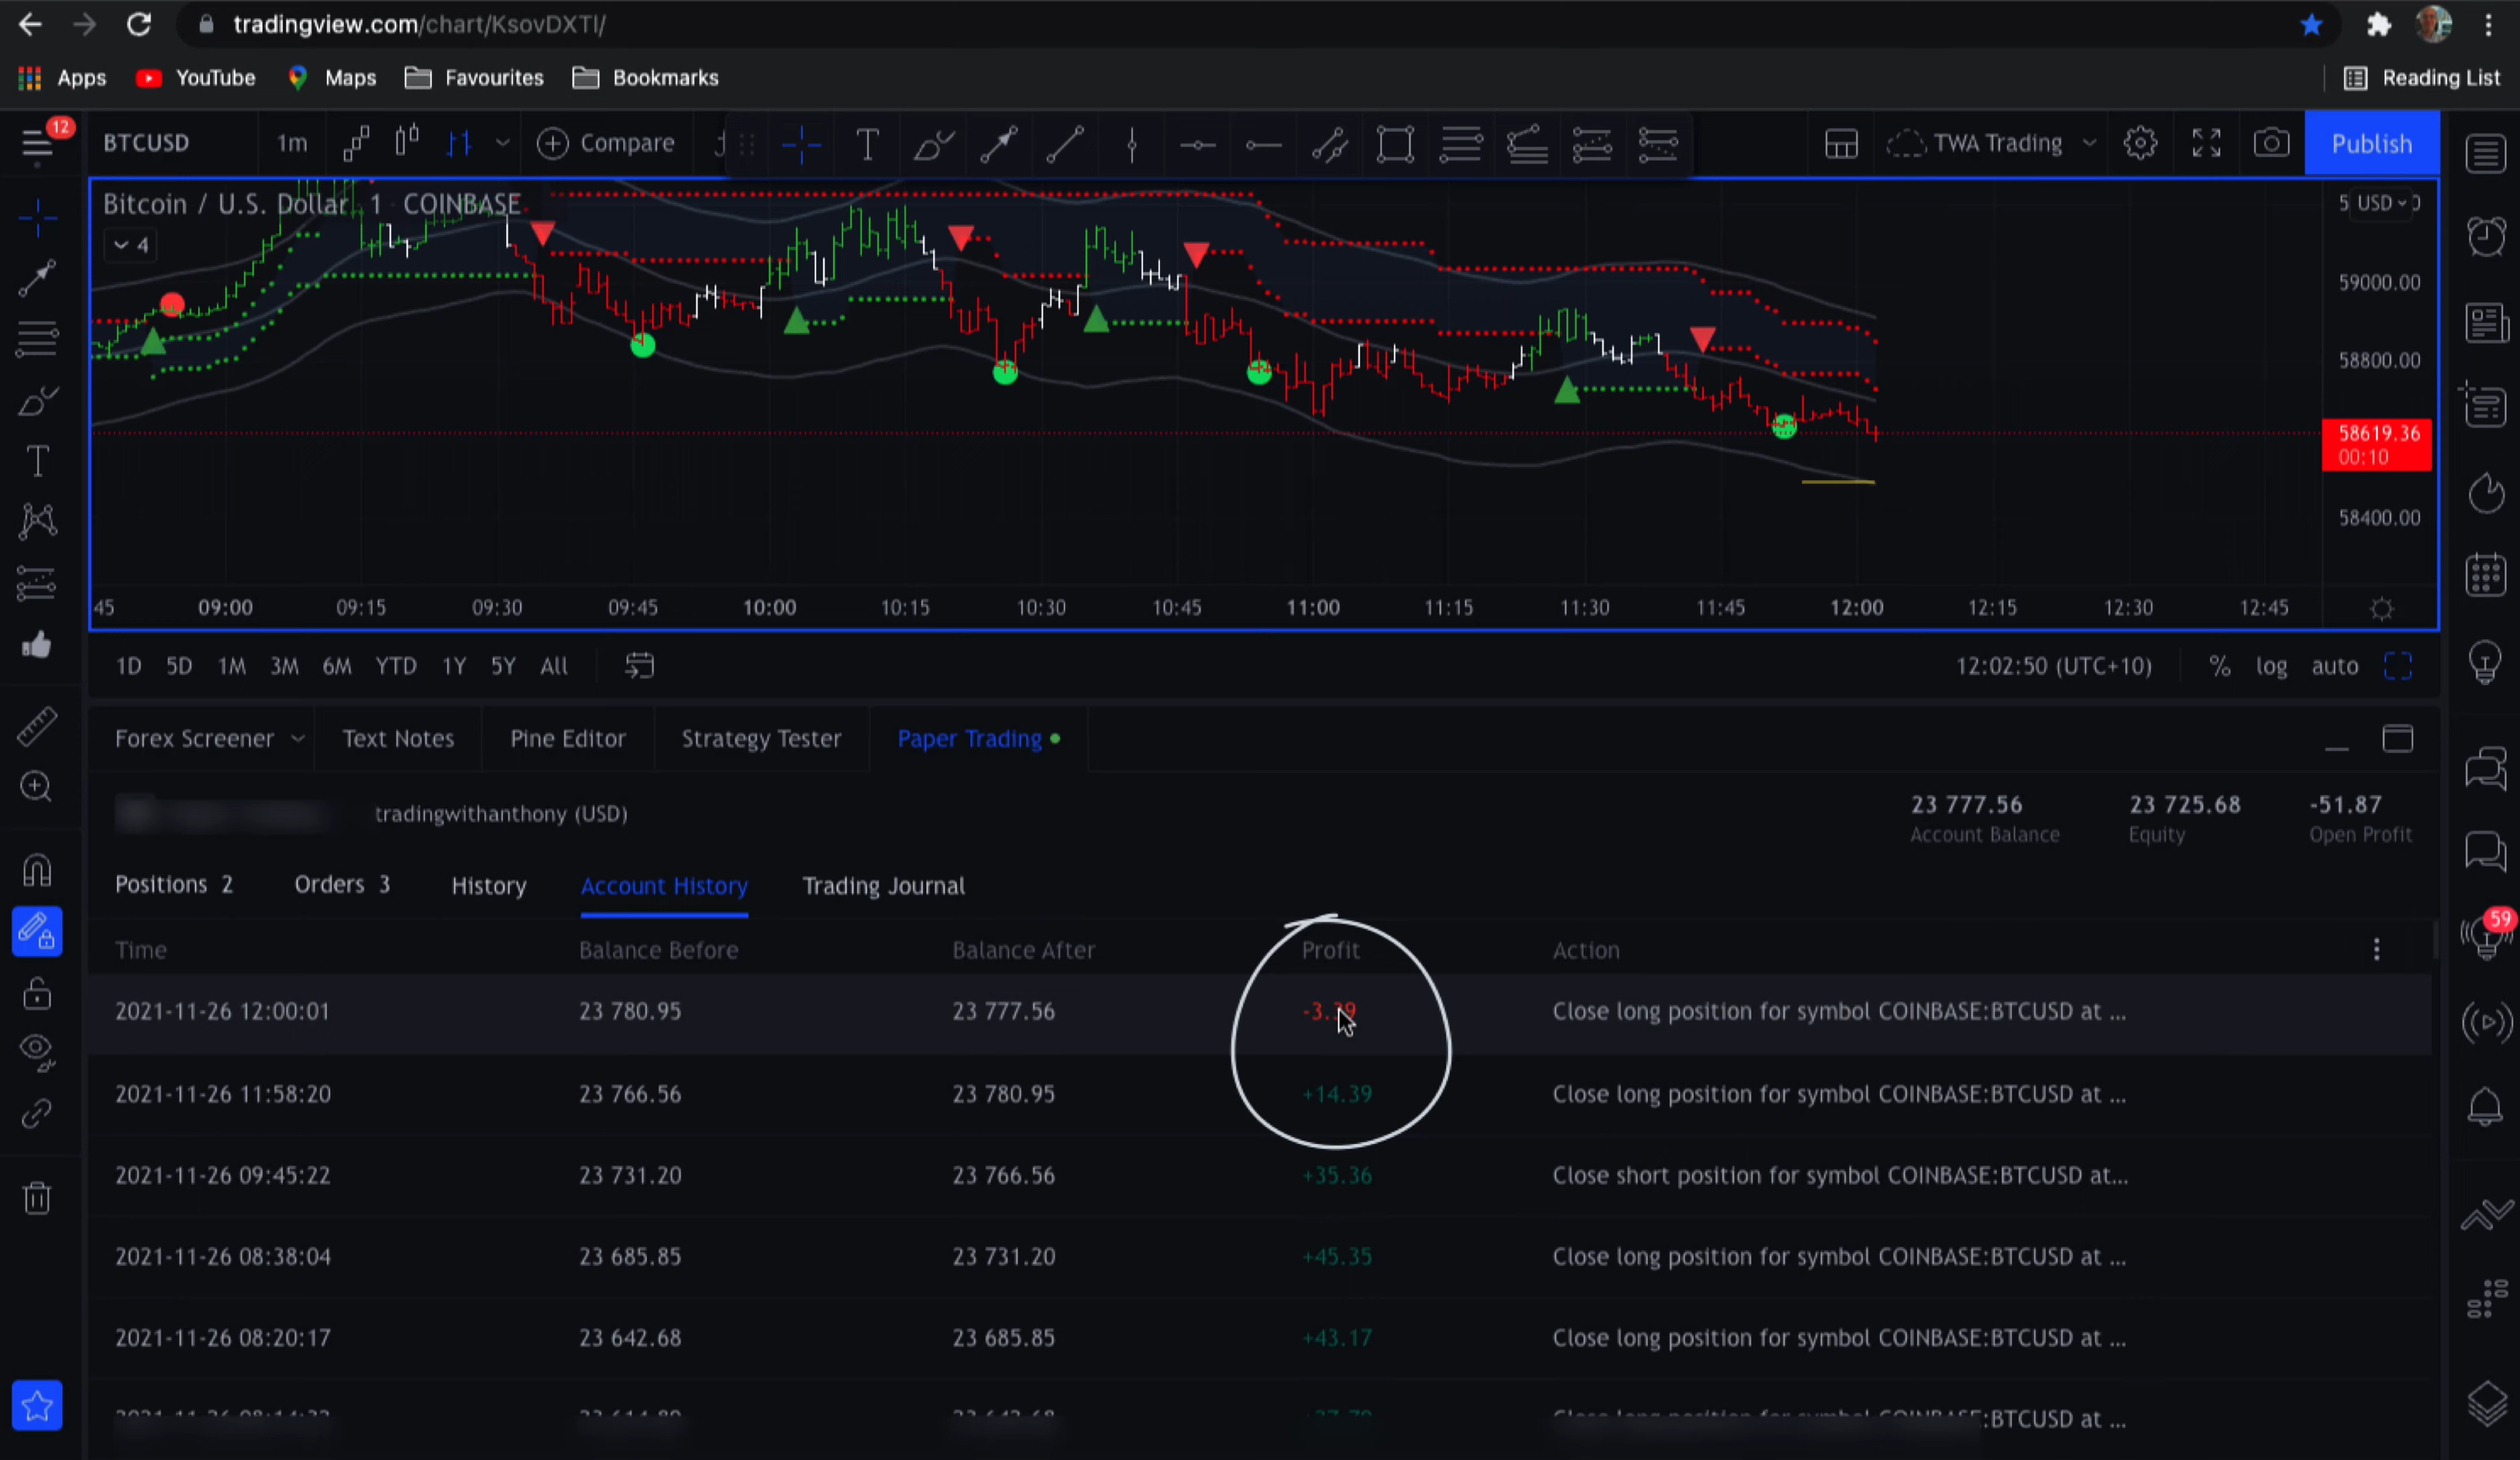 tradingview.com/chart/KsovDXTl/
Apps YouTube Maps Favourites Bookmarks Reading List
12 BTCUSD 1m Compare TWA Trading Publish
Bitcoin / U.S. Dollar 1 COINBASE
USD
4
59000.00
58800.00
58619.36
00:10
58400.00
45 09:00 09:15 09:30 09:45 10:00 10:15 10:30 10:45 11:00 11:15 11:30 11:45 12:00 12:15 12:30 12:45
1D 5D 1M 3M 6M YTD 1Y 5Y All 12:02:50 (UTC+10) % log auto
Forex Screener Text Notes Pine Editor Strategy Tester Paper Trading
tradingwithanthony (USD)
23 777.56 23 725.68 -51.87
Account Balance Equity Open Profit
Positions 2 Orders 3 History Account History Trading Journal
59
Time Balance Before Balance After Profit Action
2021-11-26 12:00:01 23 780.95 23 777.56 -3.39 Close long position for symbol COINBASE:BTCUSD at ...
2021-11-26 11:58:20 23 766.56 23 780.95 +14.39 Close long position for symbol COINBASE:BTCUSD at ...
2021-11-26 09:45:22 23 731.20 23 766.56 +35.36 Close short position for symbol COINBASE:BTCUSD at...
2021-11-26 08:38:04 23 685.85 23 731.20 +45.35 Close long position for symbol COINBASE:BTCUSD at ...
2021-11-26 08:20:17 23 642.68 23 685.85 +43.17 Close long position for symbol COINBASE:BTCUSD at ...
Close long position for symbol COINBASE:BTCUSD at ...